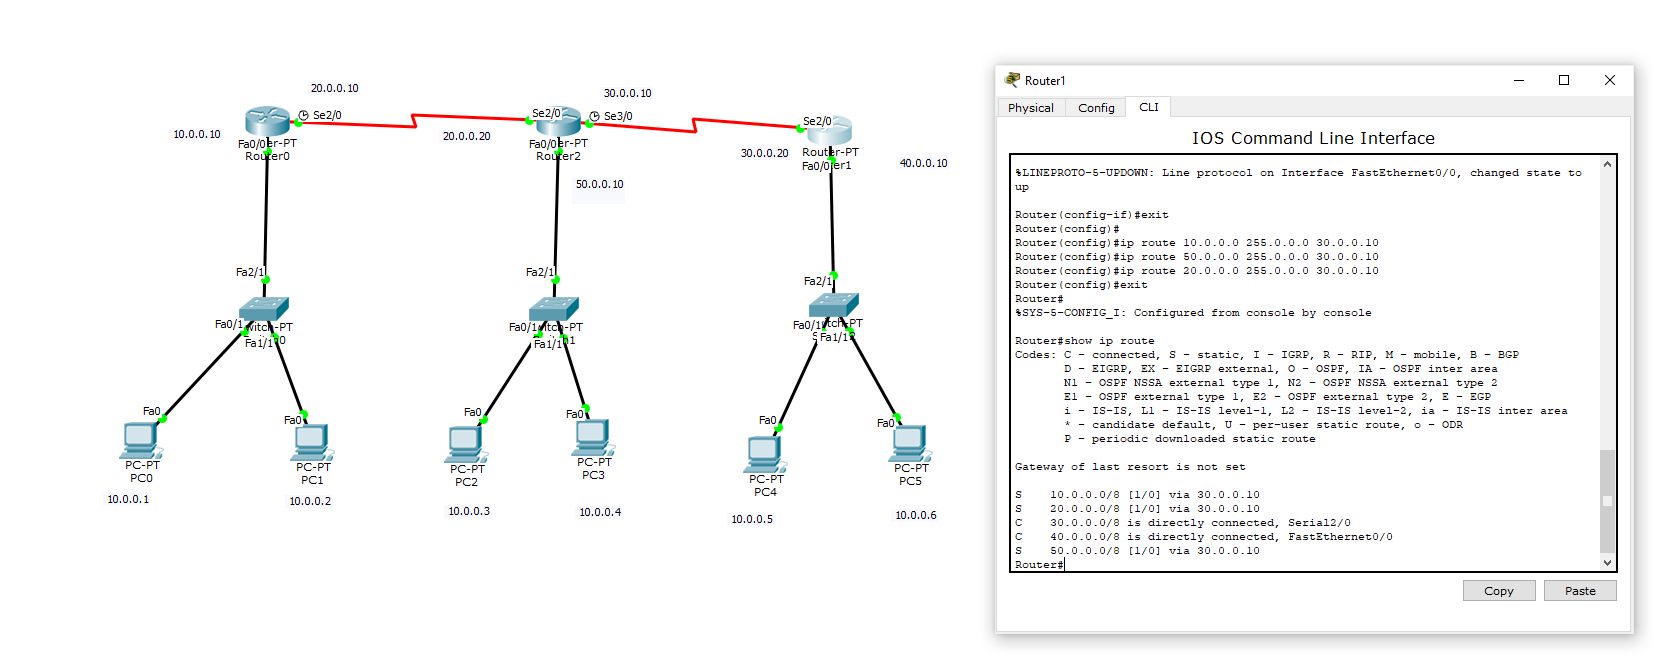 20.0.0.10
Se2/0
10.0.0.10
Fa0/0er-PT
Router0
Se2/0
30.0.0.10
Se3/0
20.0.0.20
Fa0/0er-PT
Router2
50.0.0.10
Se2/0
30.0.0.20
Router-PT
Fa0/0er1
40.0.0.10
Fa2/1
Fa0/1
witch-PT
Fa1/1
0
Fa2/1
Fa0/1
itch-PT
Fa1/1
1
Fa2/1
Fa0/1
tch-PT
Fa1/1
Fa0
PC-PT
PC0
10.0.0.1
Fa0
PC-PT
PC1
10.0.0.2
Fa0
PC-PT
PC2
10.0.0.3
Fa0
PC-PT
PC3
10.0.0.4
Fa0
PC-PT
PC4
10.0.0.5
Fa0
PC-PT
PC5
10.0.0.6
Router1
Physical Config CLI
IOS Command Line Interface
%LINEPROTO-5-UPDOWN: Line protocol on Interface FastEthernet0/0, changed state to
up
Router(config-if)#exit
Router(config)#
Router(config)#ip route 10.0.0.0 255.0.0.0 30.0.0.10
Router(config)#ip route 50.0.0.0 255.0.0.0 30.0.0.10
Router(config)#ip route 20.0.0.0 255.0.0.0 30.0.0.10
Router(config)#exit
Router#
%SYS-5-CONFIG_I: Configured from console by console
Router#show ip route
Codes: C - connected, S - static, I - IGRP, R - RIP, M - mobile, B - BGP
D - EIGRP, EX - EIGRP external, O - OSPF, IA - OSPF inter area
N1 - OSPF NSSA external type 1, N2 - OSPF NSSA external type 2
E1 - OSPF external type 1, E2 - OSPF external type 2, E - EGP
i - IS-IS, L1 - IS-IS level-1, L2 - IS-IS level-2, ia - IS-IS inter area
* - candidate default, U - per-user static route, o - ODR
P - periodic downloaded static route
Gateway of last resort is not set
S 10.0.0.0/8 [1/0] via 30.0.0.10
S 20.0.0.0/8 [1/0] via 30.0.0.10
C 30.0.0.0/8 is directly connected, Serial2/0
C 40.0.0.0/8 is directly connected, FastEthernet0/0
S 50.0.0.0/8 [1/0] via 30.0.0.10
Router#
Copy Paste